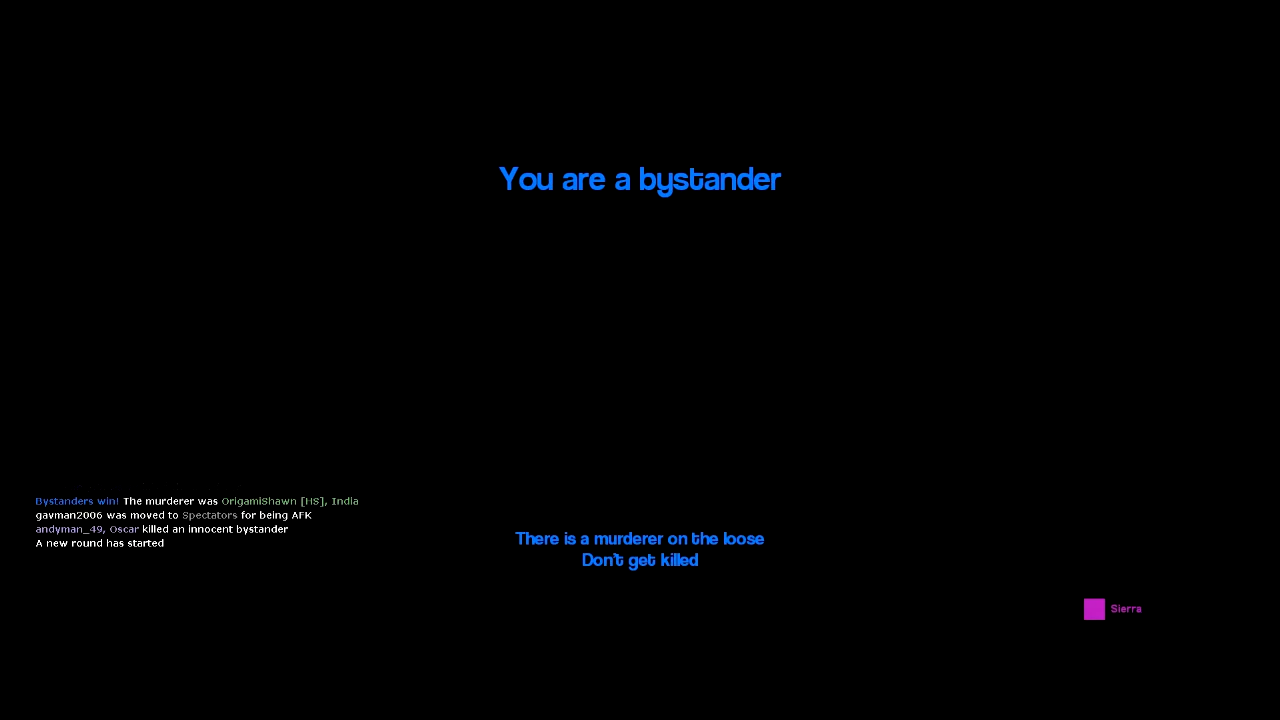 You are a bystander
Bystanders win! The murderer was OrigamiShawn [HS], India
gavman2006 was moved to Spectators for being AFK
andyman_49, Oscar killed an innocent bystander
A new round has started
There is a murderer on the loose
Don't get killed
Sierra